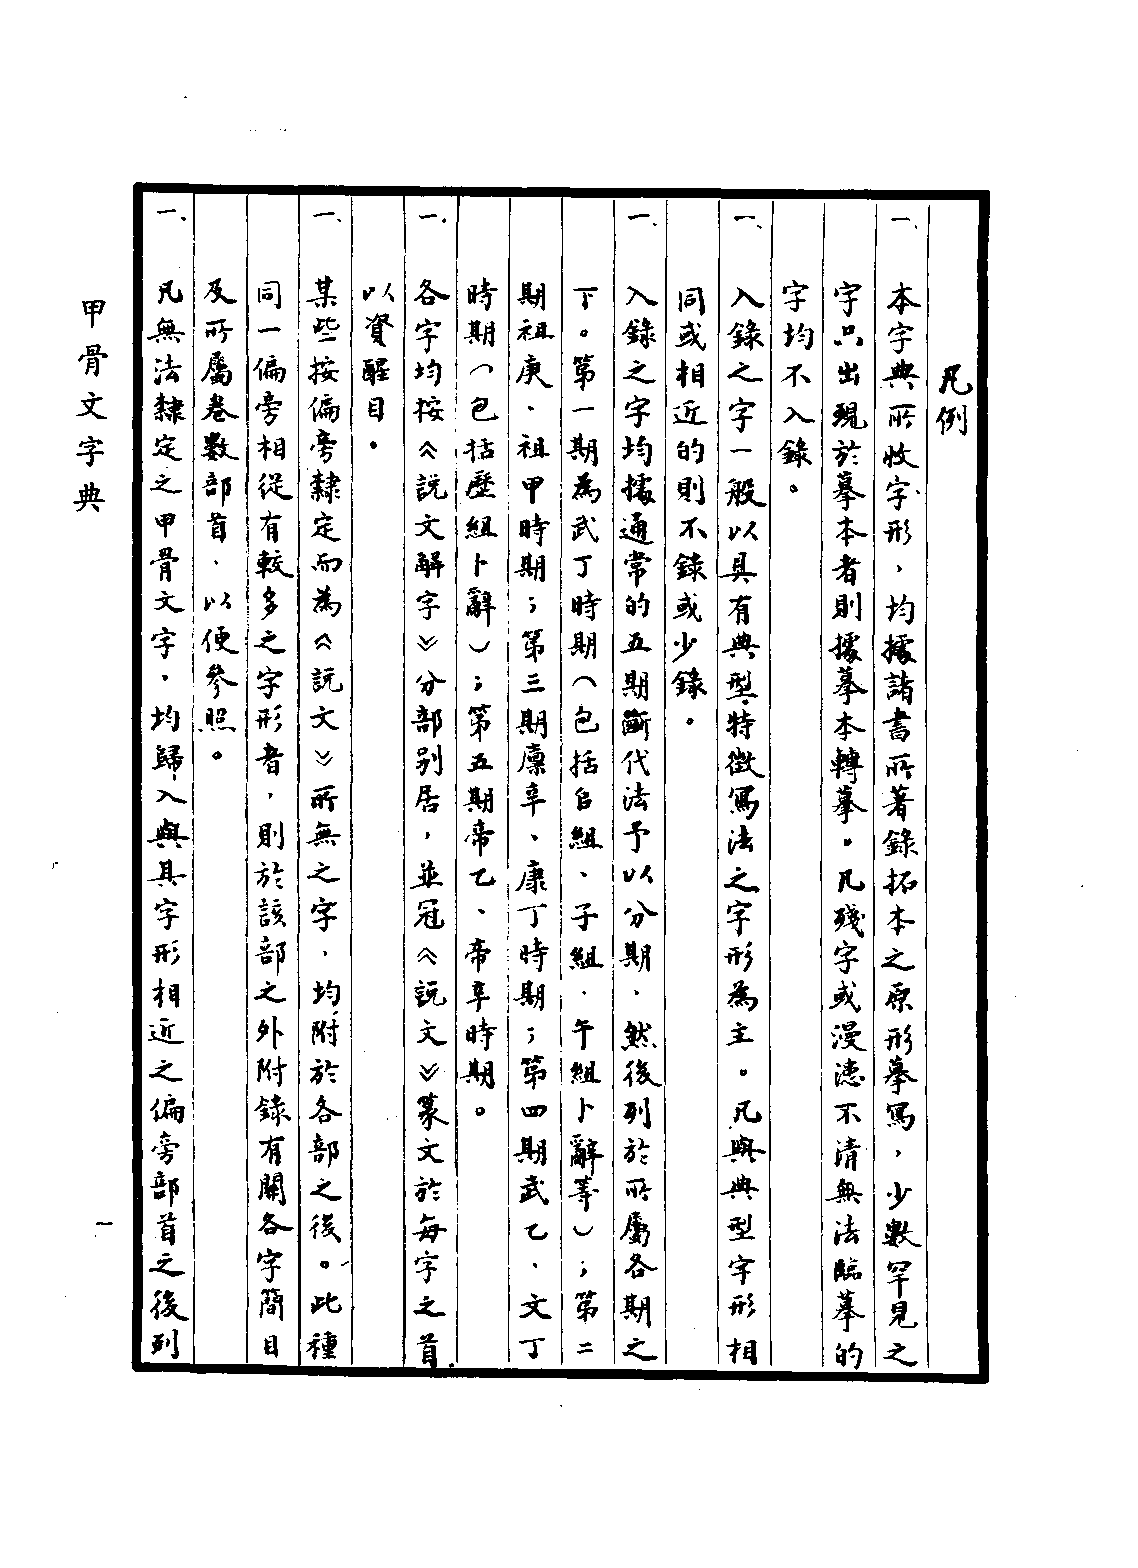 凡例
一、本字典所收字形，均據諸書所著錄拓本之原形摹寫，少數罕見之
字只出現於摹本者則據摹本轉摹。凡殘字或漫漶不清無法臨摹的
字均不入錄。
一、入錄之字一般以具有典型特徵寫法之字形為主。凡與典型字形相
同或相近的則不錄或少錄。
一、入錄之字均據通常的五期斷代法予以分期，然後列於所屬各期之
下。第一期為武丁時期（包括𠂤組、子組、午組卜辭等）；第二
期祖庚、祖甲時期；第三期廩辛、康丁時期；第四期武乙、文丁
時期（包括歷組卜辭）；第五期帝乙、帝辛時期。
一、各字均按《說文解字》分部別居，並冠《說文》篆文於每字之首
以資醒目。
一、某些按偏旁隸定而為《說文》所無之字，均附於各部之後。此種
同一偏旁相從有較多之字形者，則於該部之外附錄有關各字簡目
及所屬卷數部首，以便參照。
一、凡無法隸定之甲骨文字，均歸入與其字形相近之偏旁部首之後列
甲骨文字典
一